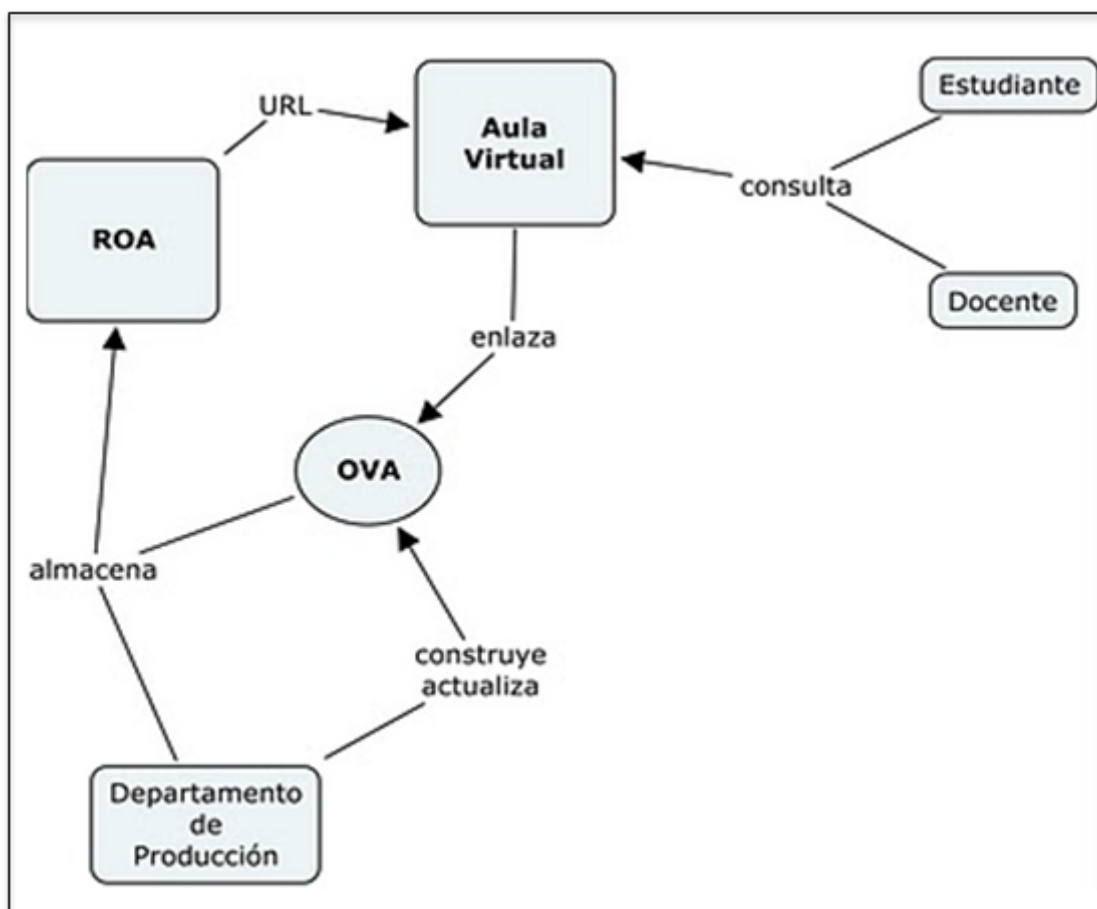 URL
Aula
Virtual
Estudiante
consulta
ROA
Docente
enlaza
OVA
almacena
construye
actualiza
Departamento
de
Producción